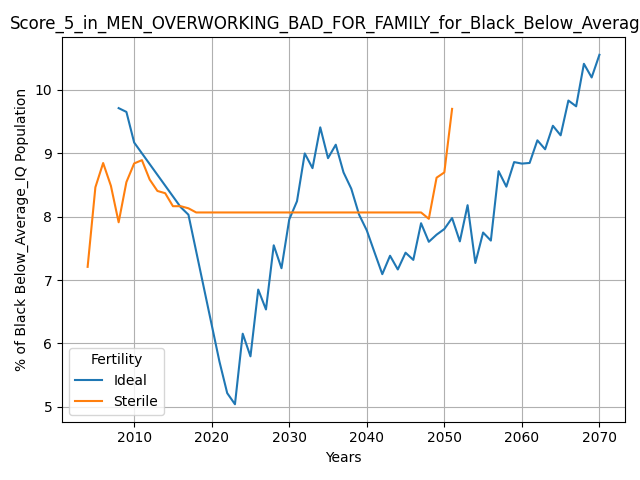 Score_5_in_MEN_OVERWORKING_BAD_FOR_FAMILY_for_Black_Below_Averag
% of Black Below_Average_IQ Population
10
9
8
7
6
5
Fertility
Ideal
Sterile
2010 2020 2030 2040 2050 2060 2070
Years